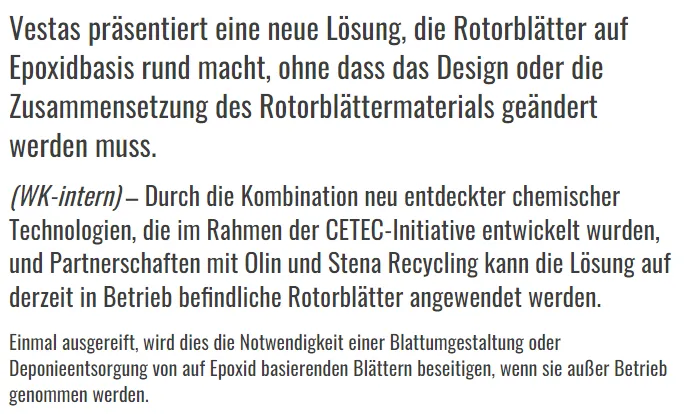 Vestas präsentiert eine neue Lösung, die Rotorblätter auf
Epoxidbasis rund macht, ohne dass das Design oder die
Zusammensetzung des Rotorblättermaterials geändert
werden muss.
(WK-intern) – Durch die Kombination neu entdeckter chemischer
Technologien, die im Rahmen der CETEC-Initiative entwickelt wurden,
und Partnerschaften mit Olin und Stena Recycling kann die Lösung auf
derzeit in Betrieb befindliche Rotorblätter angewendet werden.
Einmal ausgereift, wird dies die Notwendigkeit einer Blattumgestaltung oder
Deponieentsorgung von auf Epoxid basierenden Blättern beseitigen, wenn sie außer Betrieb
genommen werden.